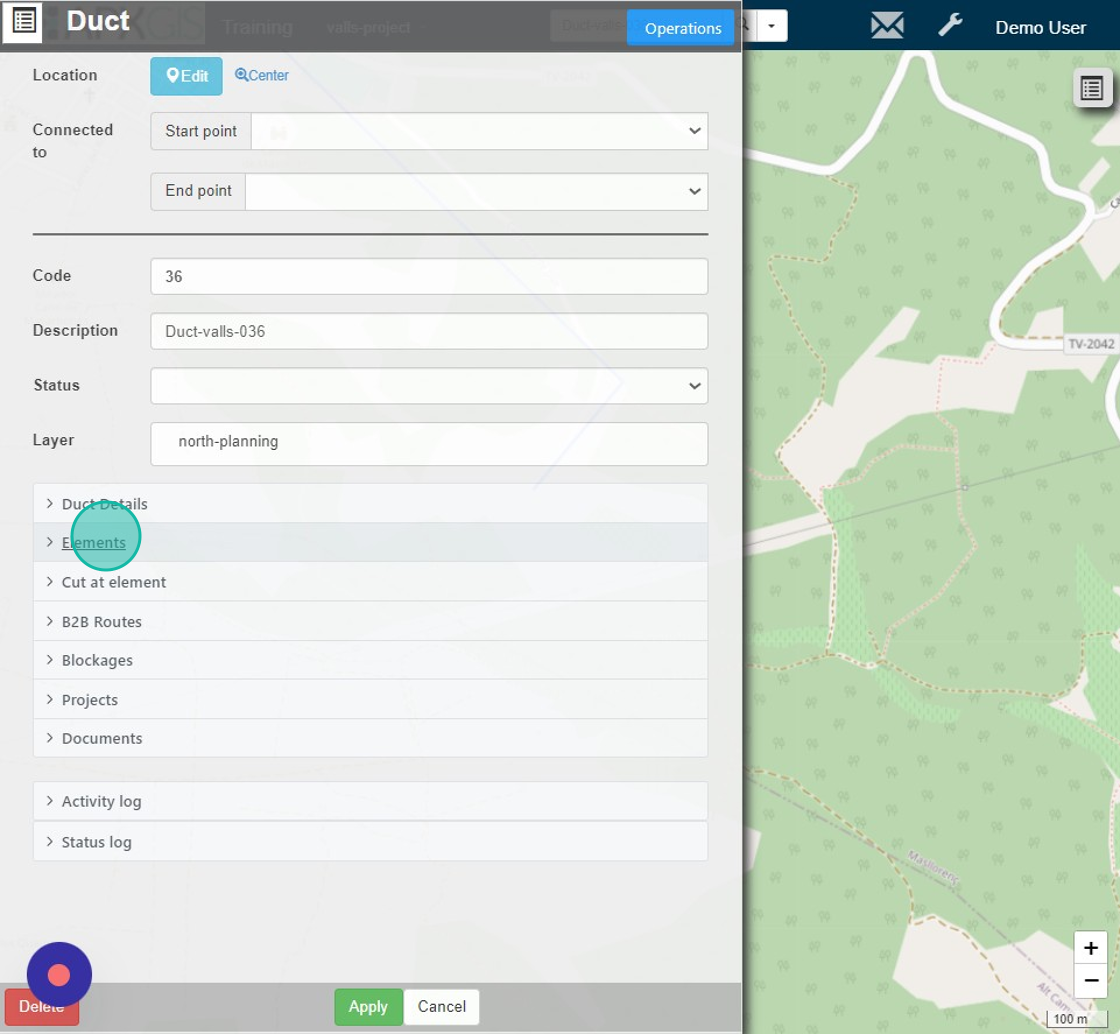 Duct
Training
valls-project
Operations
Demo User
Location
Edit
Center
Connected
to
Start point
End point
Code
36
Description
Duct-valls-036
Status
Layer
north-planning
Duct Details
Elements
Cut at element
B2B Routes
Blockages
Projects
Documents
Activity log
Status log
Delete
Apply
Cancel
TV-2042
Masllorenç
Alt Cam
+
−
100 m